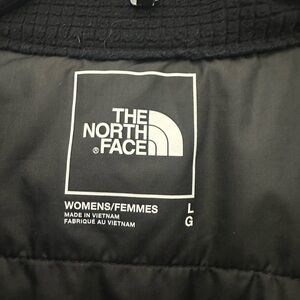 THE
NORTH
®FACE
WOMENS/FEMMES L
MADE IN VIETNAM G
FABRIQUÉ AU VIETNAM